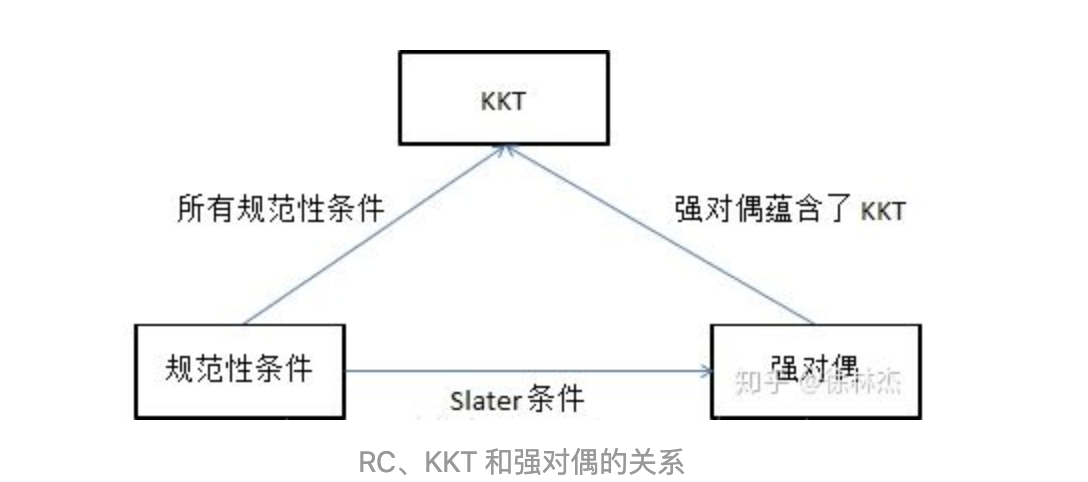 KKT
所有规范性条件
强对偶蕴含了 KKT
规范性条件
强对偶
知乎 @徐林杰
Slater 条件
RC、KKT 和强对偶的关系